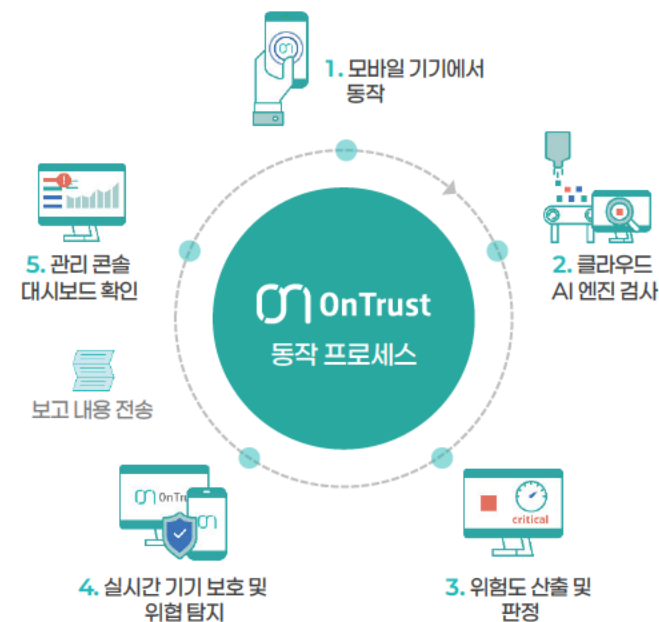 1. 모바일 기기에서
동작
2. 클라우드
AI 엔진 검사
3. 위험도 산출 및
판정
critical
4. 실시간 기기 보호 및
위협 탐지
OnTru
보고 내용 전송
5. 관리 콘솔
대시보드 확인
OnTrust
동작 프로세스